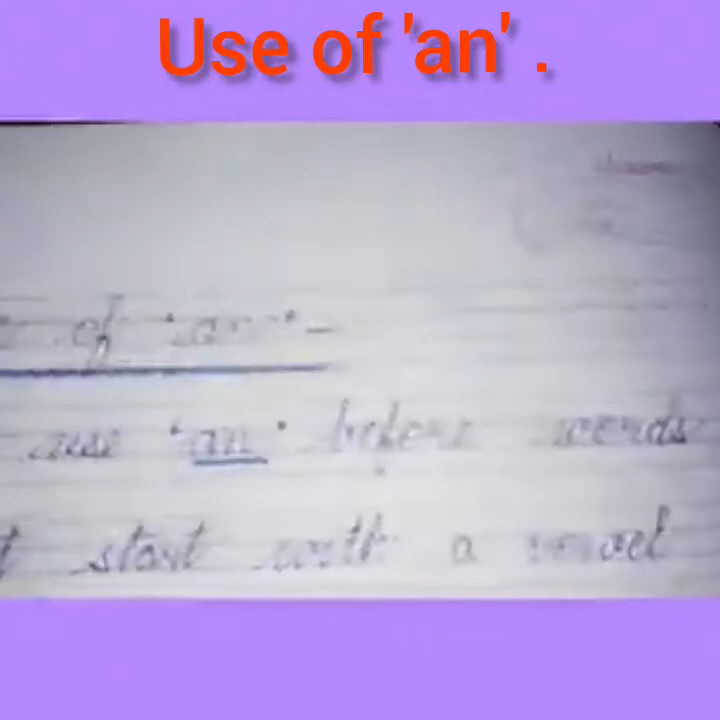 Use of 'an' .
of 'an' -
use 'an' before words
start with a vowel